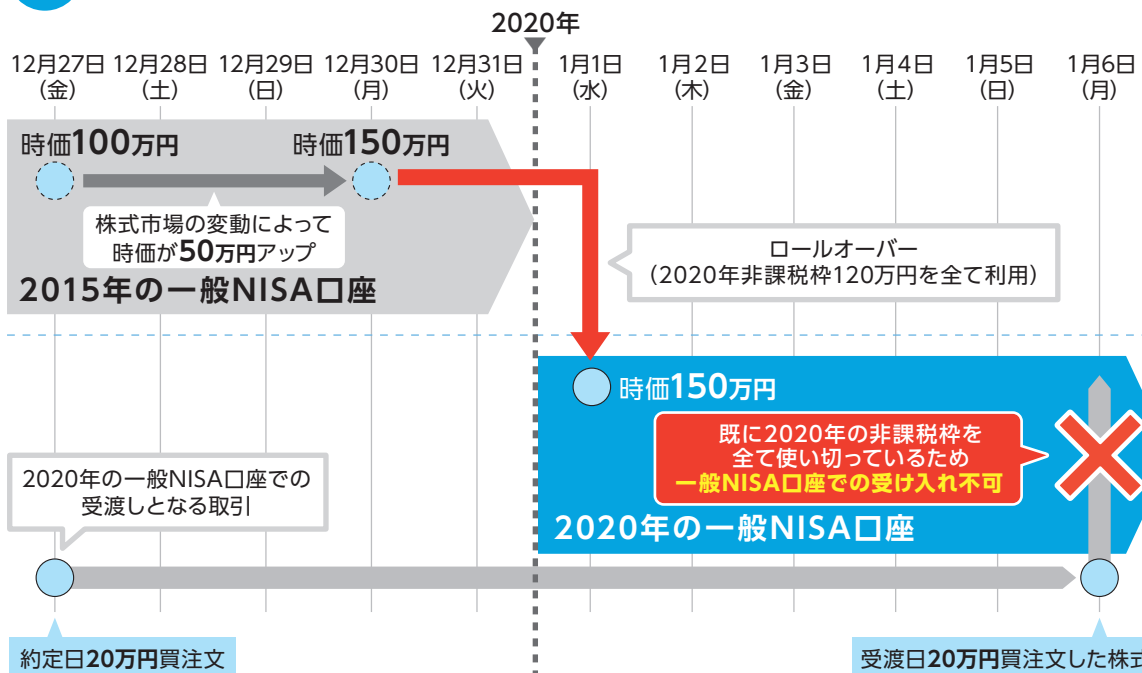 2020年
12月27日 12月28日 12月29日 12月30日 12月31日 1月1日 1月2日 1月3日 1月4日 1月5日 1月6日
(金) (土) (日) (月) (火) (水) (木) (金) (土) (日) (月)
時価100万円 時価150万円
株式市場の変動によって
時価が50万円アップ
2015年の一般NISA口座
ロールオーバー
(2020年非課税枠120万円を全て利用)
時価150万円
既に2020年の非課税枠を
全て使い切っているため
一般NISA口座での受け入れ不可
2020年の一般NISA口座での
受渡しとなる取引
2020年の一般NISA口座
約定日20万円買注文
受渡日20万円買注文した株式